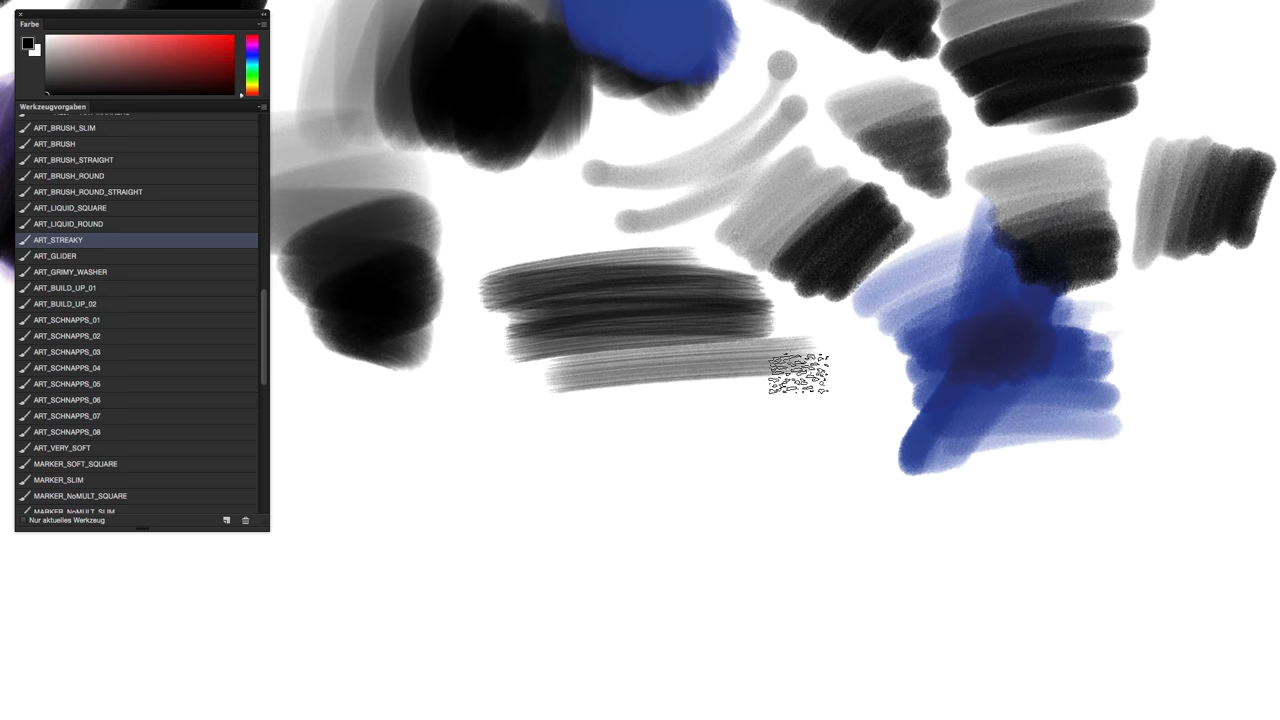 Farbe
Werkzeugvorgaben
ART_BRUSH_SLIM
ART_BRUSH
ART_BRUSH_STRAIGHT
ART_BRUSH_ROUND
ART_BRUSH_ROUND_STRAIGHT
ART_LIQUID_SQUARE
ART_LIQUID_ROUND
ART_STREAKY
ART_GLIDER
ART_GRIMY_WASHER
ART_BUILD_UP_01
ART_BUILD_UP_02
ART_SCHNAPPS_01
ART_SCHNAPPS_02
ART_SCHNAPPS_03
ART_SCHNAPPS_04
ART_SCHNAPPS_05
ART_SCHNAPPS_06
ART_SCHNAPPS_07
ART_SCHNAPPS_08
ART_VERY_SOFT
MARKER_SOFT_SQUARE
MARKER_SLIM
MARKER_NoMULT_SQUARE
MARKER_NoMULT_SLIM
Nur aktuelles Werkzeug